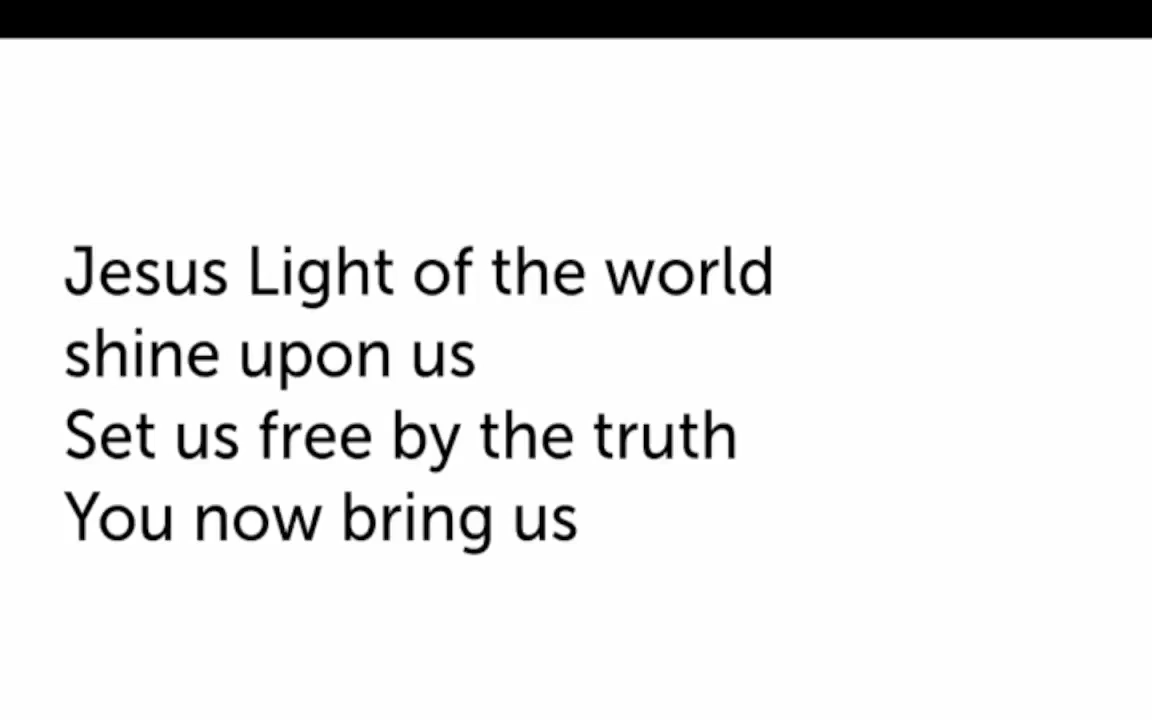 Jesus Light of the world
shine upon us
Set us free by the truth
You now bring us